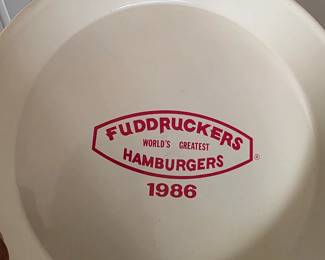 FUDDRUCKERS
WORLD'S GREATEST
HAMBURGERS
®
1986